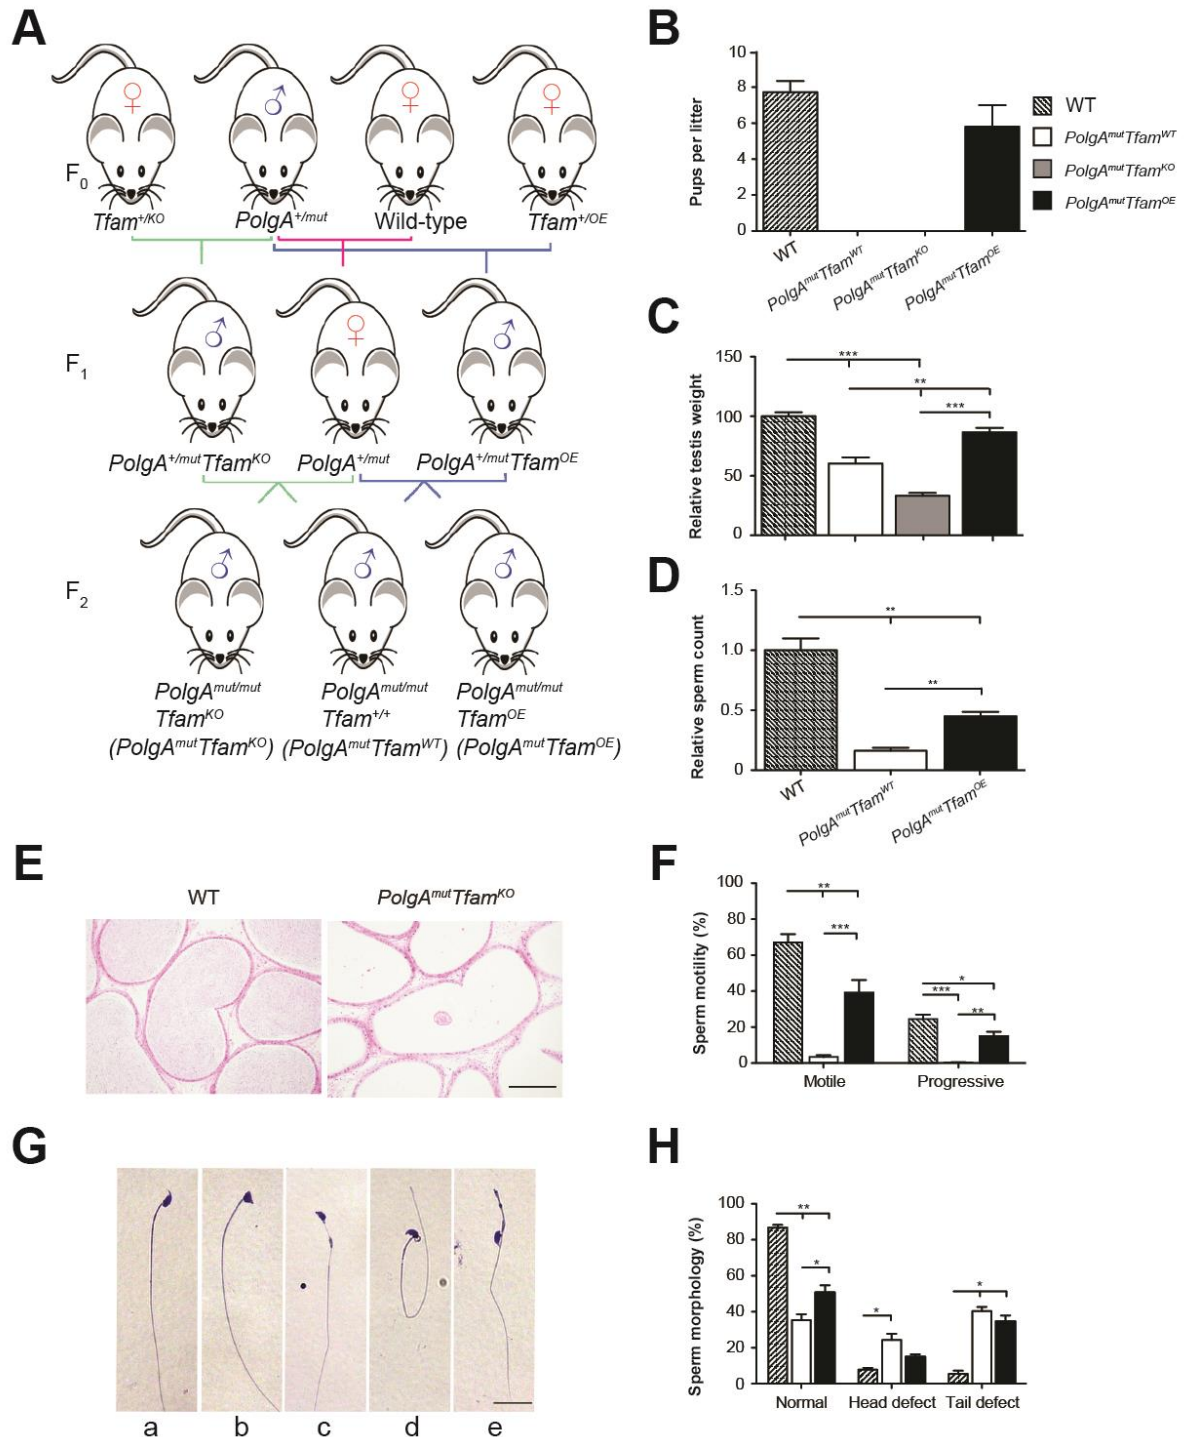 A
♀ ♂ ♀ ♀
F0
Tfam+/KO PolgA+/mut Wild-type Tfam+/OE
♂ ♀ ♂
F1
PolgA+/mutTfamKO PolgA+/mut PolgA+/mutTfamOE
♂ ♂ ♂
F2
PolgAmut/mut PolgAmut/mut PolgAmut/mut
TfamKO Tfam+/+ TfamOE
(PolgAmutTfamKO) (PolgAmutTfamWT) (PolgAmutTfamOE)
B
10
8
6
4
2
0
Pups per litter
WT PolgAmutTfamWT PolgAmutTfamKO PolgAmutTfamOE
WT
PolgAmutTfamWT
PolgAmutTfamKO
PolgAmutTfamOE
C
150
100
50
0
Relative testis weight
***
**
***
D
1.5
1.0
0.5
0
Relative sperm count
**
**
WT PolgAmutTfamWT PolgAmutTfamOE
E
WT PolgAmutTfamKO
F
100
80
60
40
20
0
Sperm motility (%)
**
***
*
***
**
Motile Progressive
G
a b c d e
H
100
80
60
40
20
0
Sperm morphology (%)
**
*
*
*
Normal Head defect Tail defect